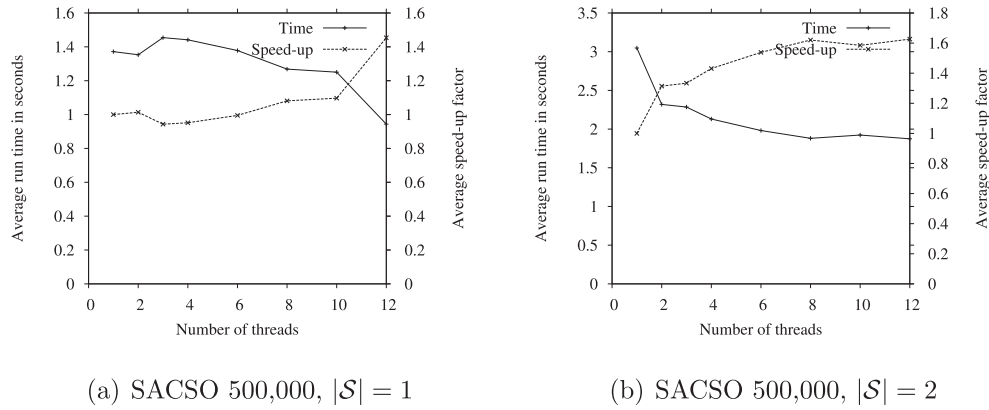 1.6
1.4
1.2
1
0.8
0.6
0.4
0.2
0
0 2 4 6 8 10 12
Number of threads
Average run time in seconds
1.6
1.4
1.2
1
0.8
0.6
0.4
0.2
0
Average speed-up factor
Time
Speed-up
(a) SACSO 500,000, |𝒮| = 1
3.5
3
2.5
2
1.5
1
0.5
0
0 2 4 6 8 10 12
Number of threads
Average run time in seconds
1.8
1.6
1.4
1.2
1
0.8
0.6
0.4
0.2
0
Average speed-up factor
Time
Speed-up
(b) SACSO 500,000, |𝒮| = 2